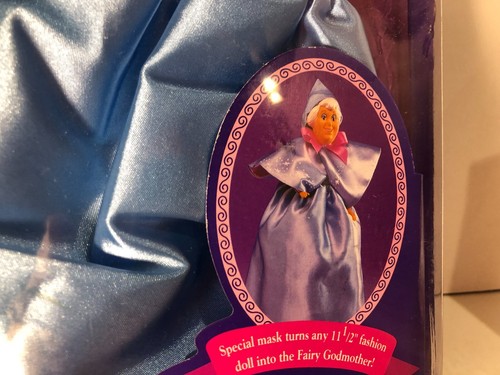 Special mask turns any 11 1/2" fashion
doll into the Fairy Godmother!